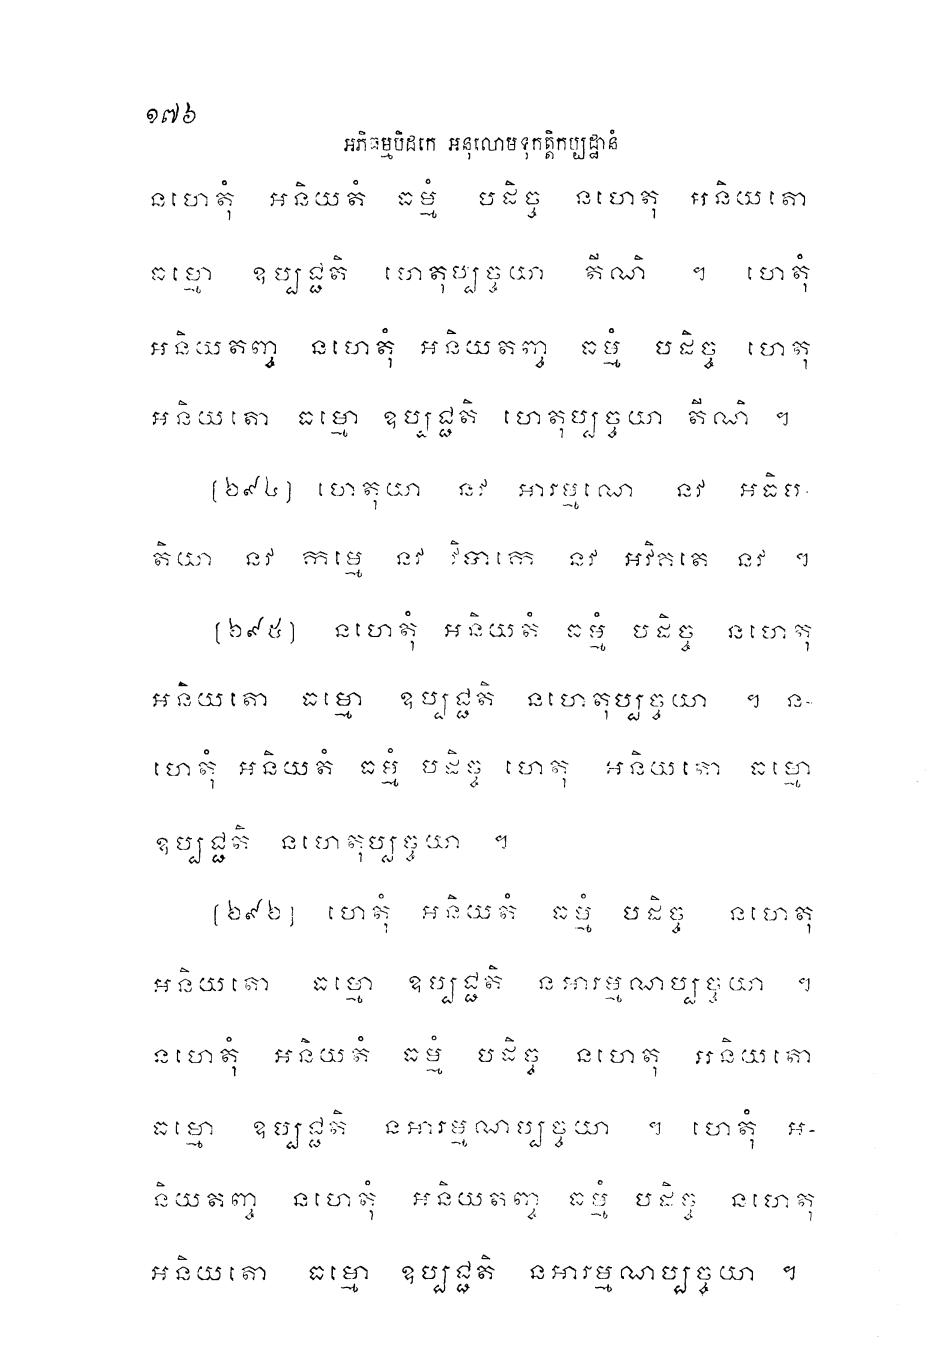 ១៧៦
អភិធម្មបិដកេ អនុលោមទុកត្តិកប្បដ្ឋានំ
នហេតុំ អនិយតំ ធម្មំ បដិច្ច នហេតុ អនិយតោ
ធម្មោ ឧប្បជ្ជតិ ហេតុប្បច្ចយា តីណិ ។ ហេតុំ
អនិយតញ្ច នហេតុំ អនិយតញ្ច ធម្មំ បដិច្ច ហេតុ
អនិយតោ ធម្មោ ឧប្បជ្ជតិ ហេតុប្បច្ចយា តីណិ ។
(៦៩៤) ហេតុយា នវ អារម្មណេ នវ អធិប-
តិយា នវ កម្មេ នវ វិបាកេ នវ អវិគតេ នវ ។
(៦៩៥) នហេតុំ អនិយតំ ធម្មំ បដិច្ច នហេតុ
អនិយតោ ធម្មោ ឧប្បជ្ជតិ នហេតុប្បច្ចយា ។ ន-
ហេតុំ អនិយតំ ធម្មំ បដិច្ច ហេតុ អនិយតោ ធម្មោ
ឧប្បជ្ជតិ នហេតុប្បច្ចយា ។
(៦៩៦) ហេតុំ អនិយតំ ធម្មំ បដិច្ច នហេតុ
អនិយតោ ធម្មោ ឧប្បជ្ជតិ នអារម្មណប្បច្ចយា ។
នហេតុំ អនិយតំ ធម្មំ បដិច្ច នហេតុ អនិយតោ
ធម្មោ ឧប្បជ្ជតិ នអារម្មណប្បច្ចយា ។ ហេតុំ អ-
និយតញ្ច នហេតុំ អនិយតញ្ច ធម្មំ បដិច្ច នហេតុ
អនិយតោ ធម្មោ ឧប្បជ្ជតិ នអារម្មណប្បច្ចយា ។